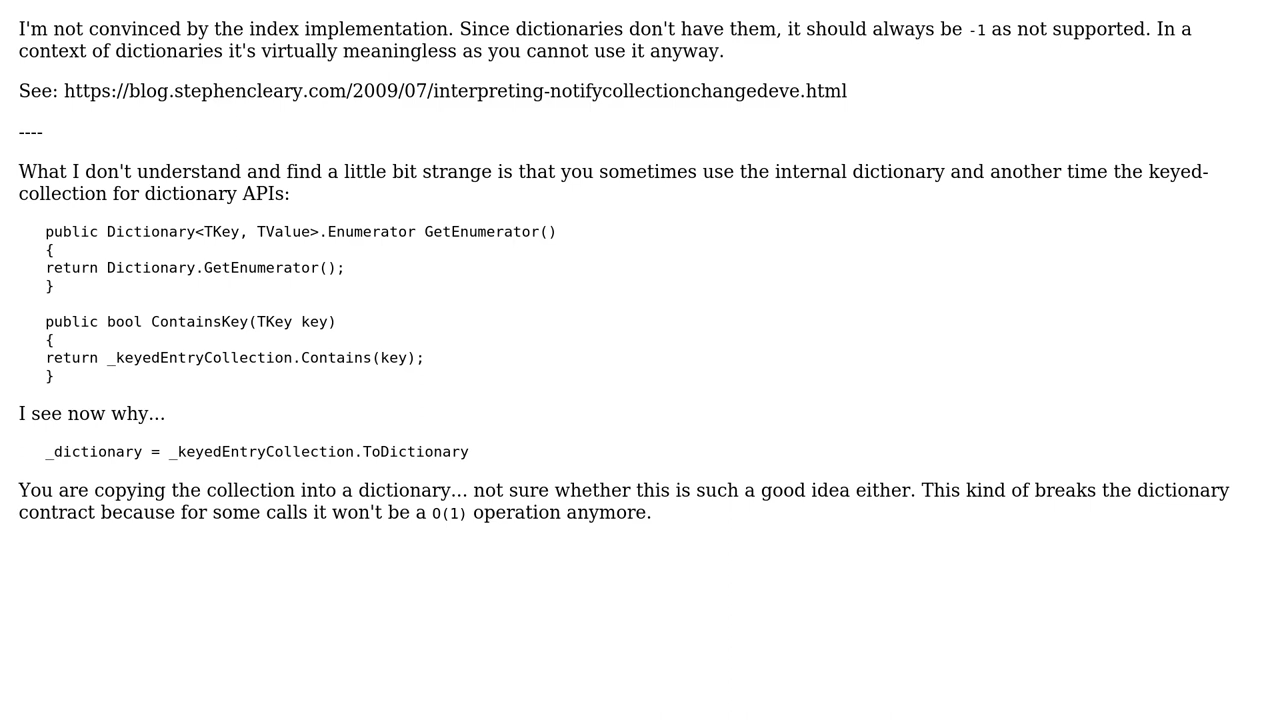 I'm not convinced by the index implementation. Since dictionaries don't have them, it should always be -1 as not supported. In a
context of dictionaries it's virtually meaningless as you cannot use it anyway.
See: https://blog.stephencleary.com/2009/07/interpreting-notifycollectionchangedeve.html
----
What I don't understand and find a little bit strange is that you sometimes use the internal dictionary and another time the keyed-
collection for dictionary APIs:
public Dictionary<TKey, TValue>.Enumerator GetEnumerator()
{
return Dictionary.GetEnumerator();
}
public bool ContainsKey(TKey key)
{
return _keyedEntryCollection.Contains(key);
}
I see now why...
_dictionary = _keyedEntryCollection.ToDictionary
You are copying the collection into a dictionary... not sure whether this is such a good idea either. This kind of breaks the dictionary
contract because for some calls it won't be a O(1) operation anymore.